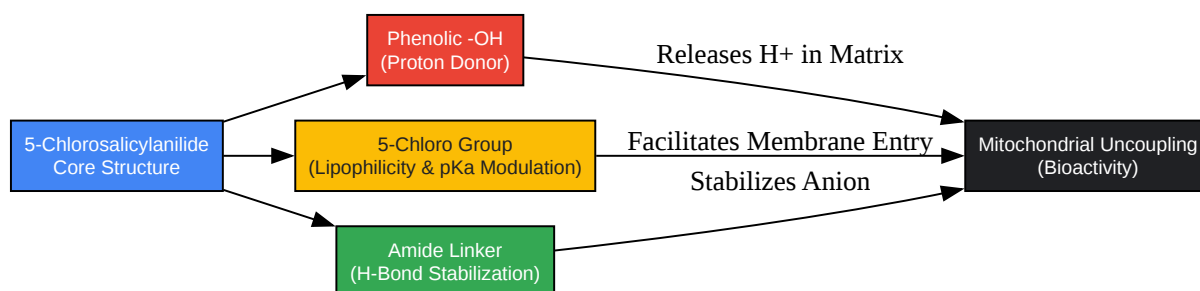 5-Chlorosalicylanilide
Core Structure
Phenolic -OH
(Proton Donor)
5-Chloro Group
(Lipophilicity & pKa Modulation)
Amide Linker
(H-Bond Stabilization)
Releases H+ in Matrix
Facilitates Membrane Entry
Stabilizes Anion
Mitochondrial Uncoupling
(Bioactivity)